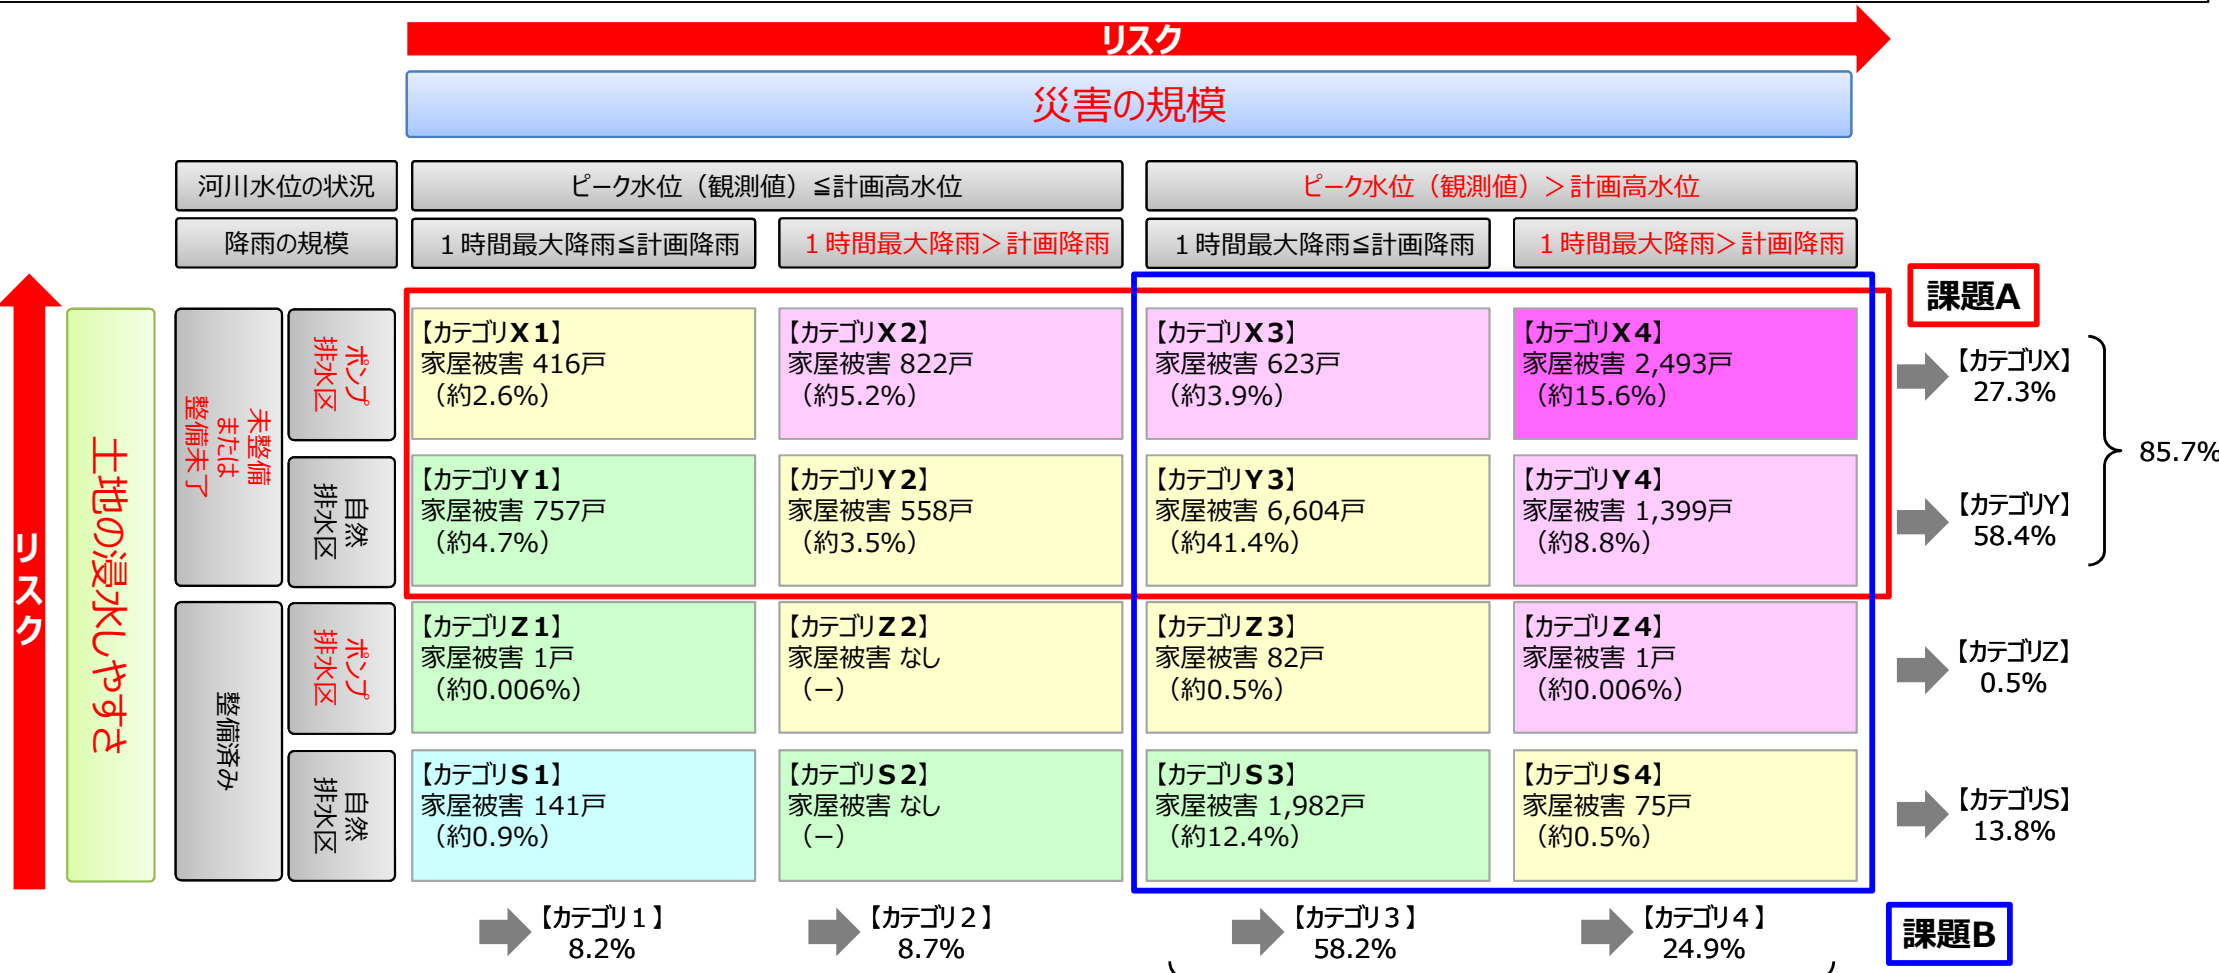 リスク
災害の規模
河川水位の状況
ピーク水位（観測値）≦計画高水位
ピーク水位（観測値）＞計画高水位
降雨の規模
１時間最大降雨≦計画降雨
１時間最大降雨＞計画降雨
１時間最大降雨≦計画降雨
１時間最大降雨＞計画降雨
課題A
リスク
土地の浸水しやすさ
未整備
または
整備未了
ポンプ
排水区
【カテゴリX１】
家屋被害 416戸
（約2.6%）
【カテゴリX２】
家屋被害 822戸
（約5.2%）
【カテゴリX３】
家屋被害 623戸
（約3.9%）
【カテゴリX４】
家屋被害 2,493戸
（約15.6%）
【カテゴリX】
27.3%
自然
排水区
【カテゴリY１】
家屋被害 757戸
（約4.7%）
【カテゴリY２】
家屋被害 558戸
（約3.5%）
【カテゴリY３】
家屋被害 6,604戸
（約41.4%）
【カテゴリY４】
家屋被害 1,399戸
（約8.8%）
【カテゴリY】
58.4%
85.7%
整備済み
ポンプ
排水区
【カテゴリZ１】
家屋被害 1戸
（約0.006%）
【カテゴリZ２】
家屋被害 なし
（－）
【カテゴリZ３】
家屋被害 82戸
（約0.5%）
【カテゴリZ４】
家屋被害 1戸
（約0.006%）
【カテゴリZ】
0.5%
自然
排水区
【カテゴリS１】
家屋被害 141戸
（約0.9%）
【カテゴリS２】
家屋被害 なし
（－）
【カテゴリS３】
家屋被害 1,982戸
（約12.4%）
【カテゴリS４】
家屋被害 75戸
（約0.5%）
【カテゴリS】
13.8%
【カテゴリ１】
8.2%
【カテゴリ２】
8.7%
【カテゴリ３】
58.2%
【カテゴリ４】
24.9%
課題B